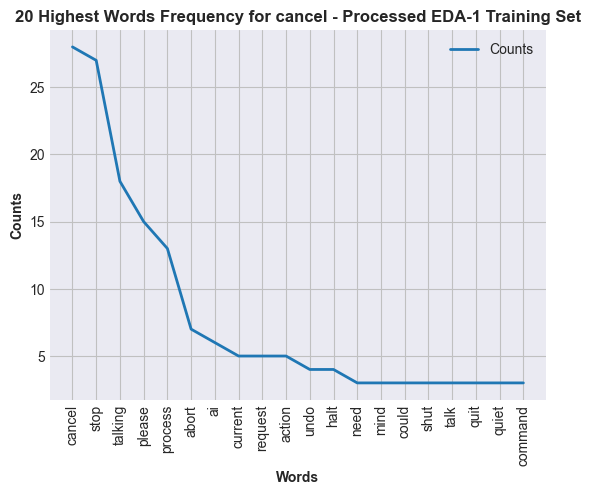 20 Highest Words Frequency for cancel - Processed EDA-1 Training Set
Counts
25
20
15
10
5
Counts
cancel
stop
talking
please
process
abort
ai
current
request
action
undo
halt
need
mind
could
shut
talk
quit
quiet
command
Words